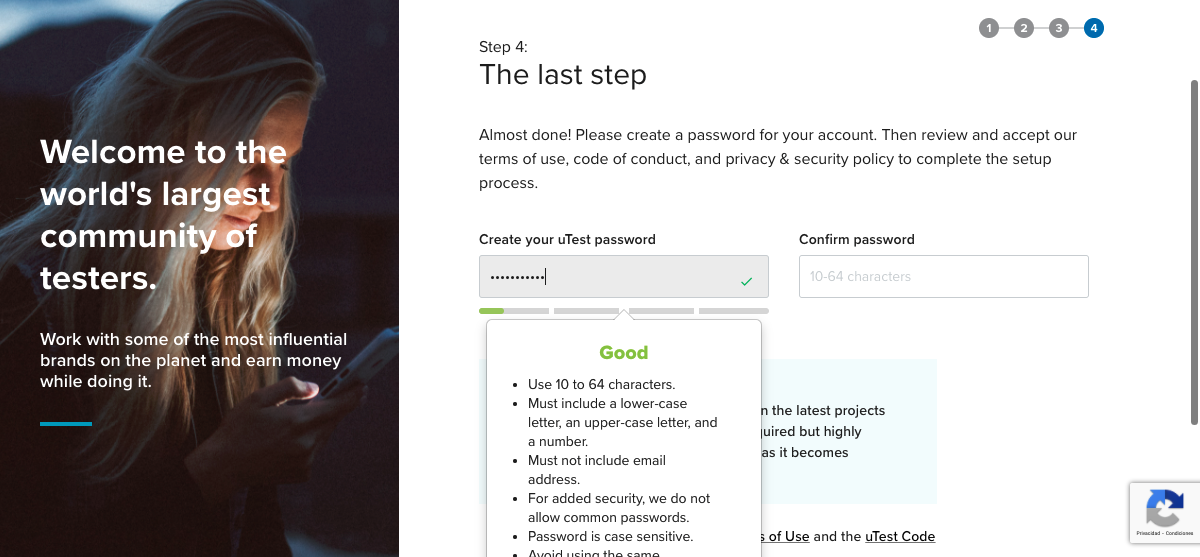 Welcome to the
world's largest
community of
testers.
Work with some of the most influential
brands on the planet and earn money
while doing it.
1 2 3 4
Step 4:
The last step
Almost done! Please create a password for your account. Then review and accept our
terms of use, code of conduct, and privacy & security policy to complete the setup
process.
Create your uTest password
•••••••••••
Confirm password
10-64 characters
Good
• Use 10 to 64 characters.
• Must include a lower-case
letter, an upper-case letter, and
a number.
• Must not include email
address.
• For added security, we do not
allow common passwords.
• Password is case sensitive.
• Avoid using the same
n the latest projects
uired but highly
as it becomes
s of Use and the uTest Code
Privacidad - Condiciones